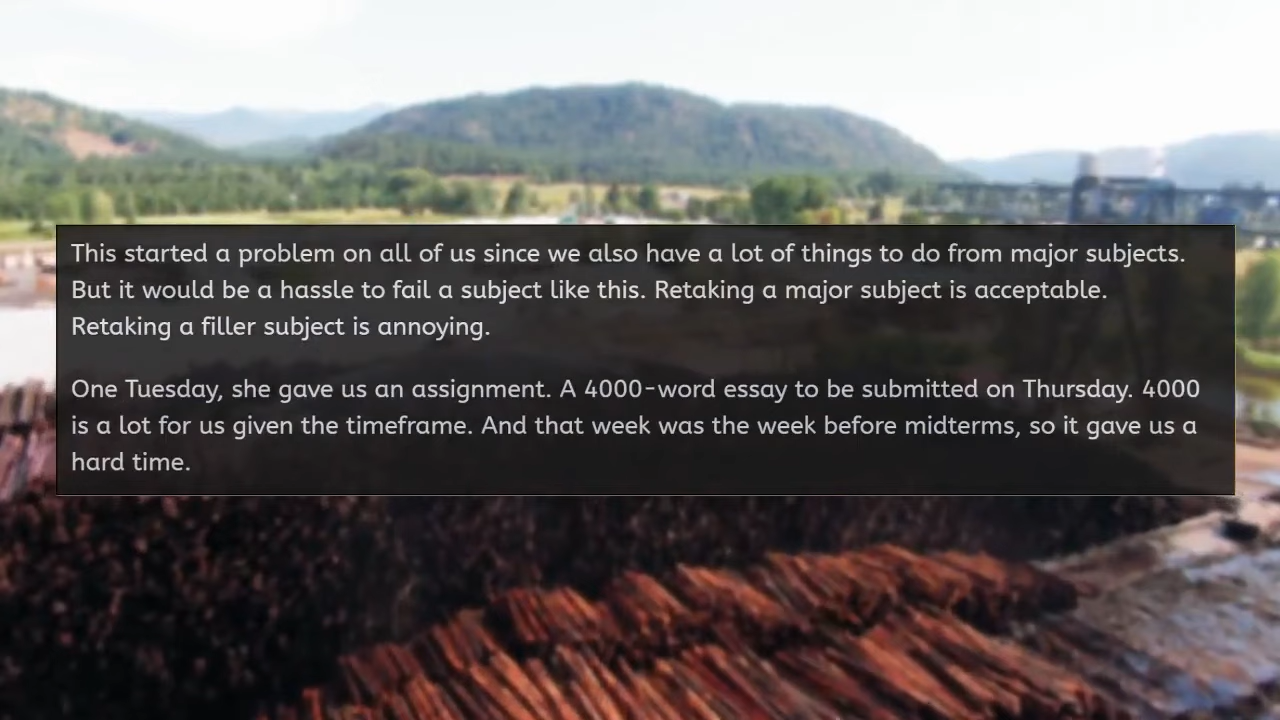 This started a problem on all of us since we also have a lot of things to do from major subjects.
But it would be a hassle to fail a subject like this. Retaking a major subject is acceptable.
Retaking a filler subject is annoying.
One Tuesday, she gave us an assignment. A 4000-word essay to be submitted on Thursday. 4000
is a lot for us given the timeframe. And that week was the week before midterms, so it gave us a
hard time.